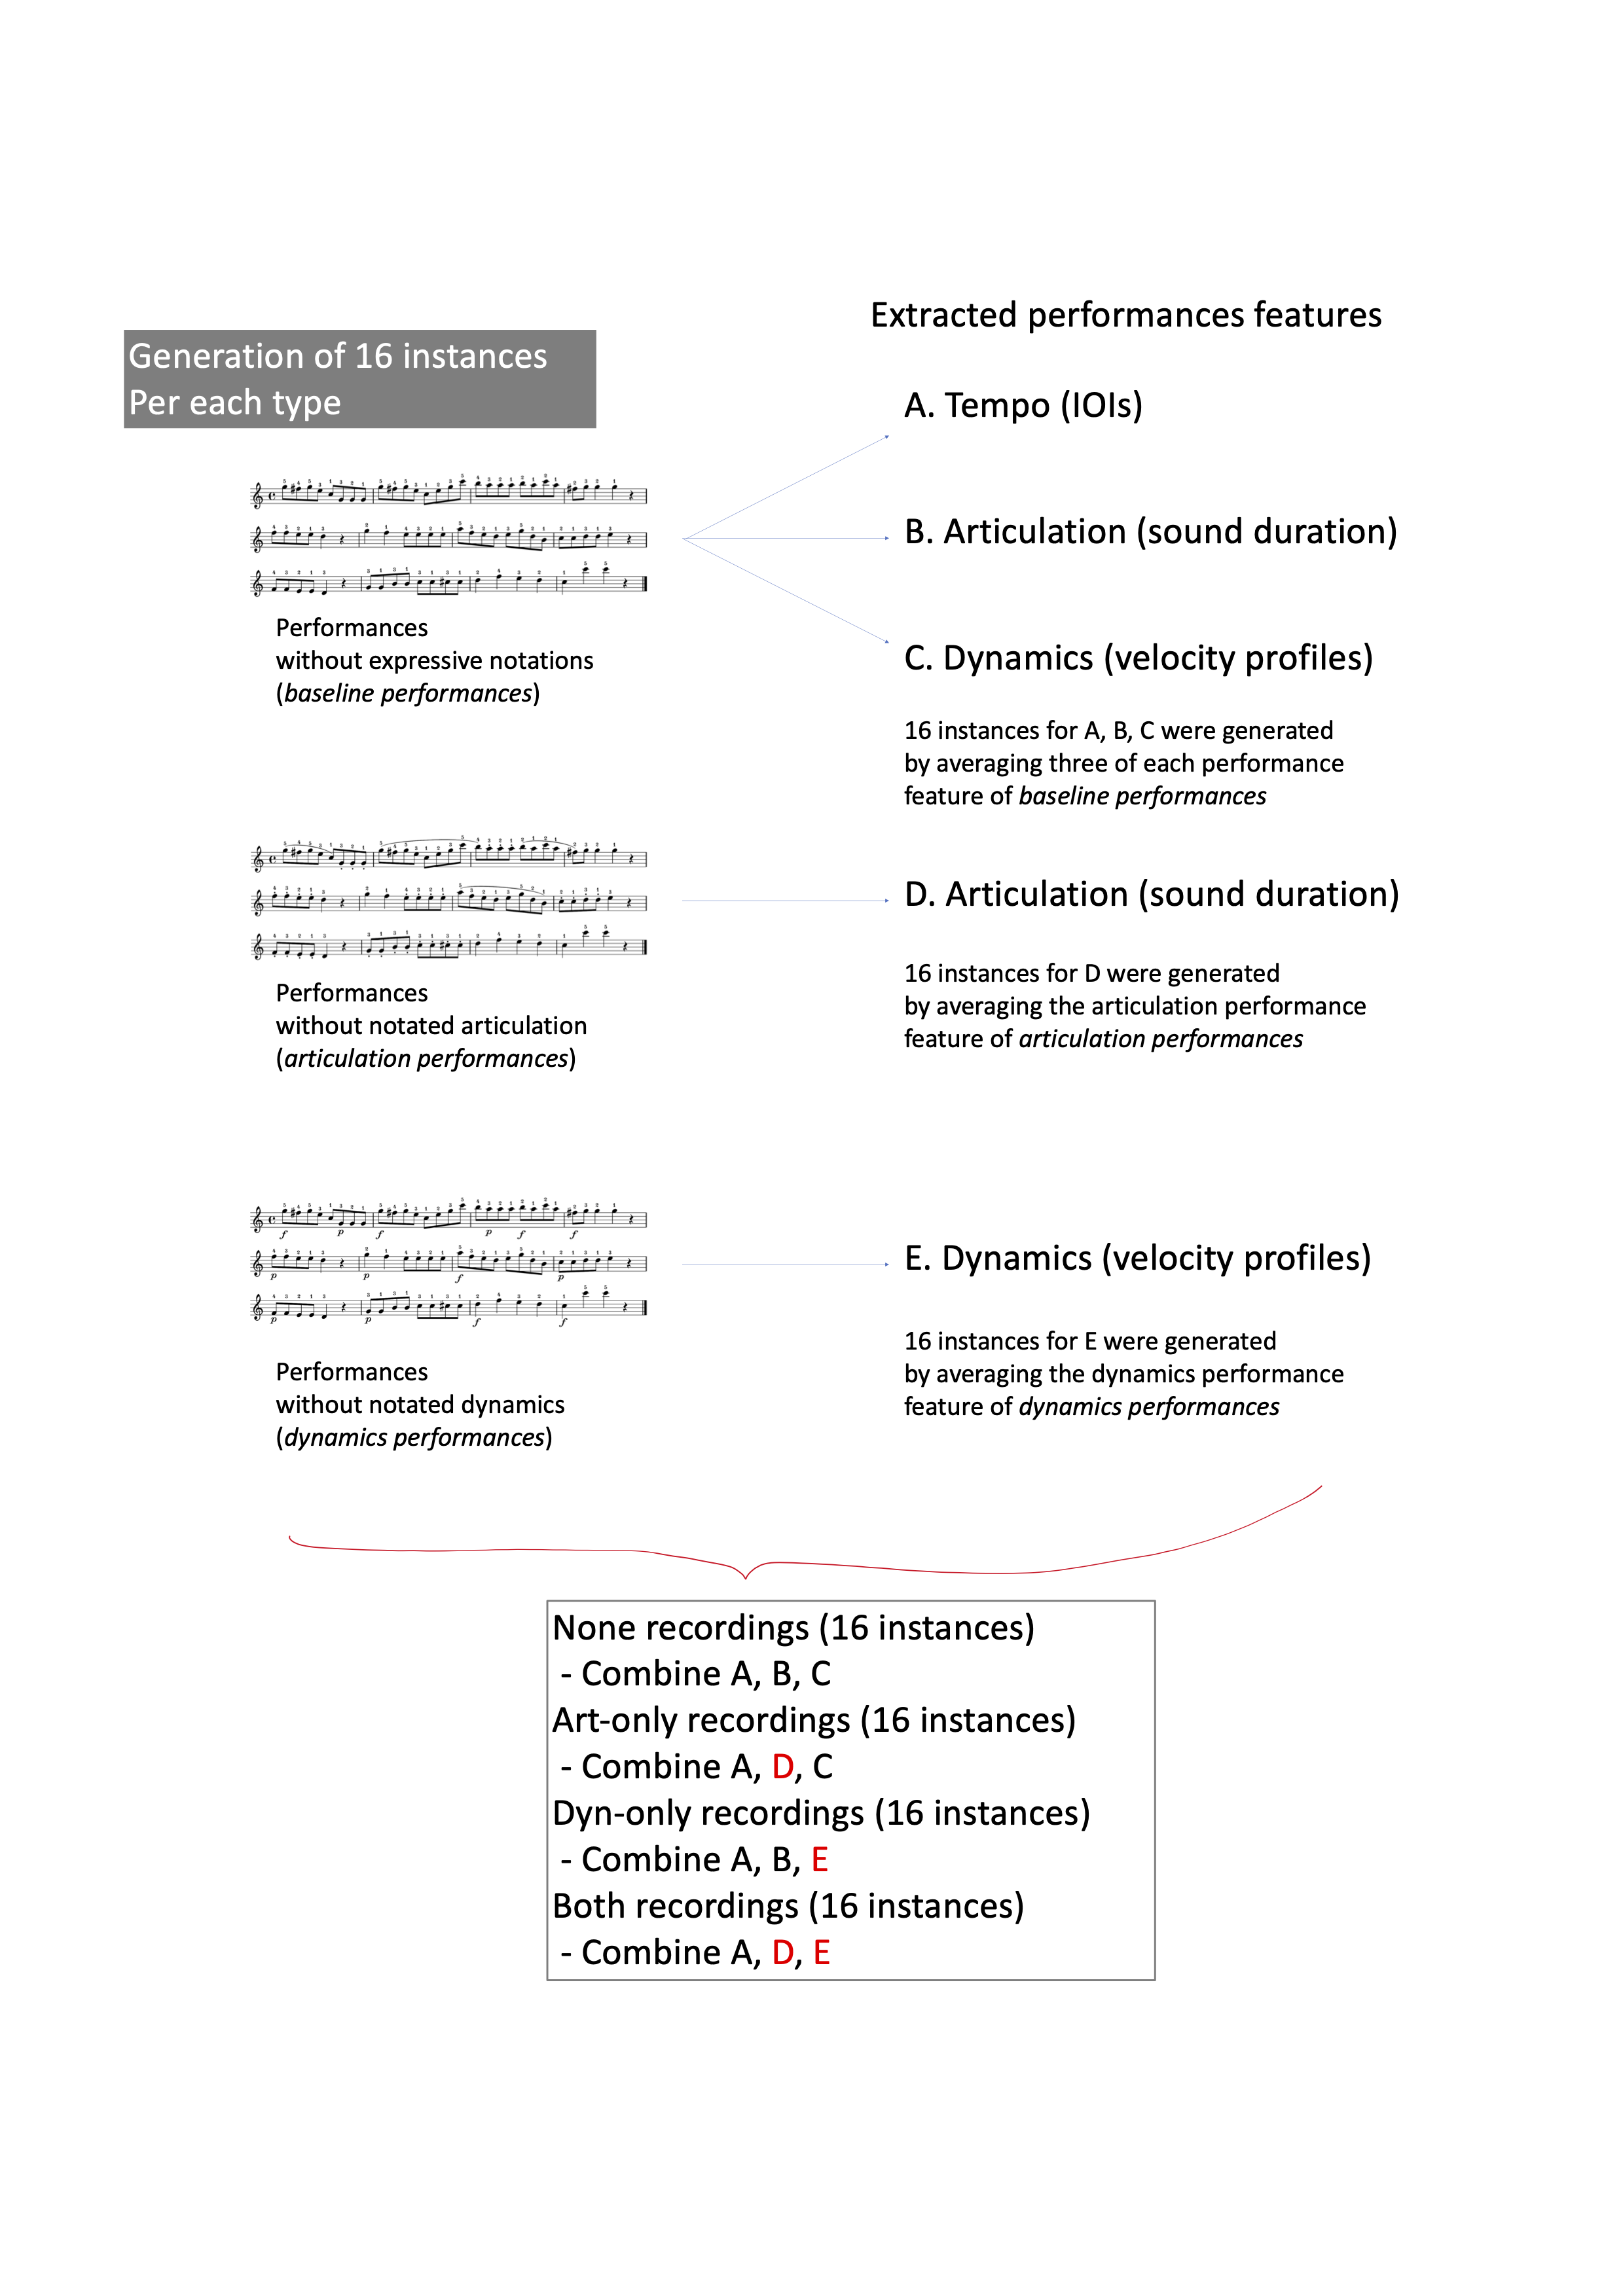 Extracted performances features
Generation of 16 instances
Per each type
A. Tempo (IOIs)
B. Articulation (sound duration)
Performances
without expressive notations
(baseline performances)
C. Dynamics (velocity profiles)
16 instances for A, B, C were generated
by averaging three of each performance
feature of baseline performances
D. Articulation (sound duration)
Performances
without notated articulation
(articulation performances)
16 instances for D were generated
by averaging the articulation performance
feature of articulation performances
E. Dynamics (velocity profiles)
Performances
without notated dynamics
(dynamics performances)
16 instances for E were generated
by averaging the dynamics performance
feature of dynamics performances
None recordings (16 instances)
- Combine A, B, C
Art-only recordings (16 instances)
- Combine A, D, C
Dyn-only recordings (16 instances)
- Combine A, B, E
Both recordings (16 instances)
- Combine A, D, E